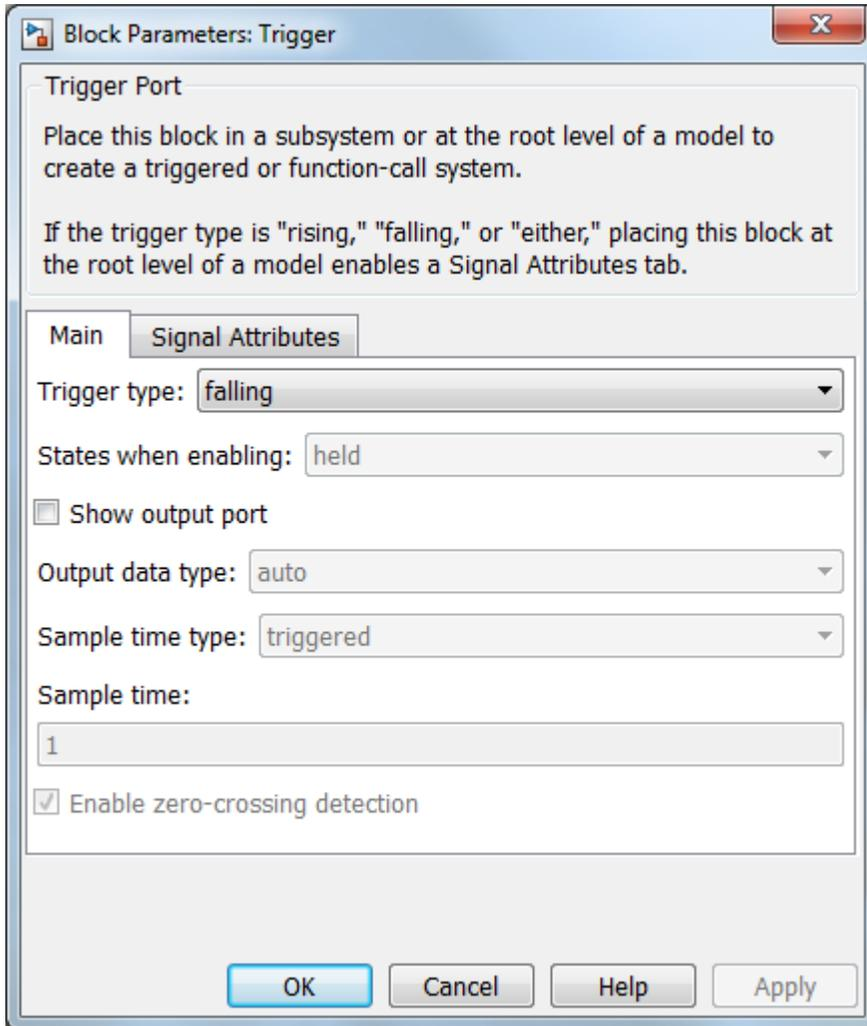 Block Parameters: Trigger
Trigger Port
Place this block in a subsystem or at the root level of a model to
create a triggered or function-call system.
If the trigger type is "rising," "falling," or "either," placing this block at
the root level of a model enables a Signal Attributes tab.
Main Signal Attributes
Trigger type: falling
States when enabling: held
Show output port
Output data type: auto
Sample time type: triggered
Sample time:
1
Enable zero-crossing detection
OK Cancel Help Apply